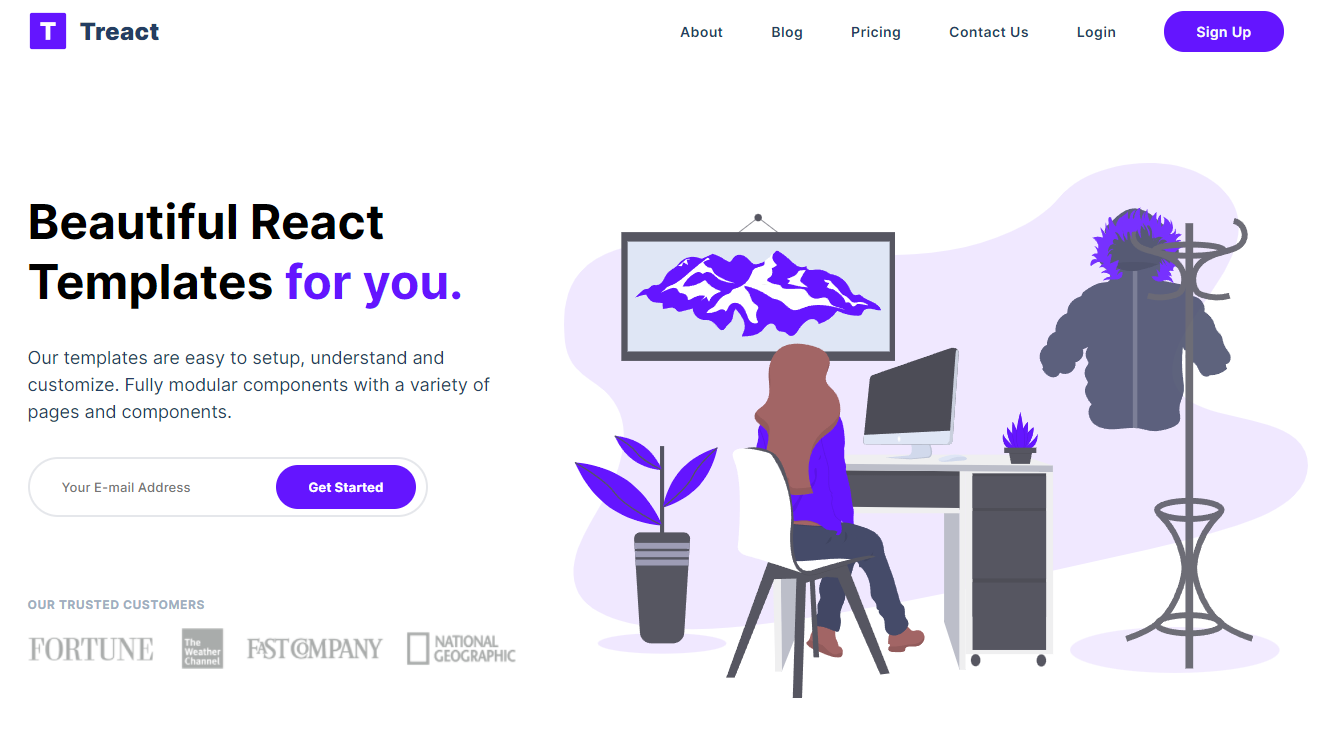 T Treact
About Blog Pricing Contact Us Login Sign Up
Beautiful React
Templates for you.
Our templates are easy to setup, understand and
customize. Fully modular components with a variety of
pages and components.
Your E-mail Address Get Started
OUR TRUSTED CUSTOMERS
FORTUNE
The
Weather
Channel
FAST COMPANY
NATIONAL
GEOGRAPHIC